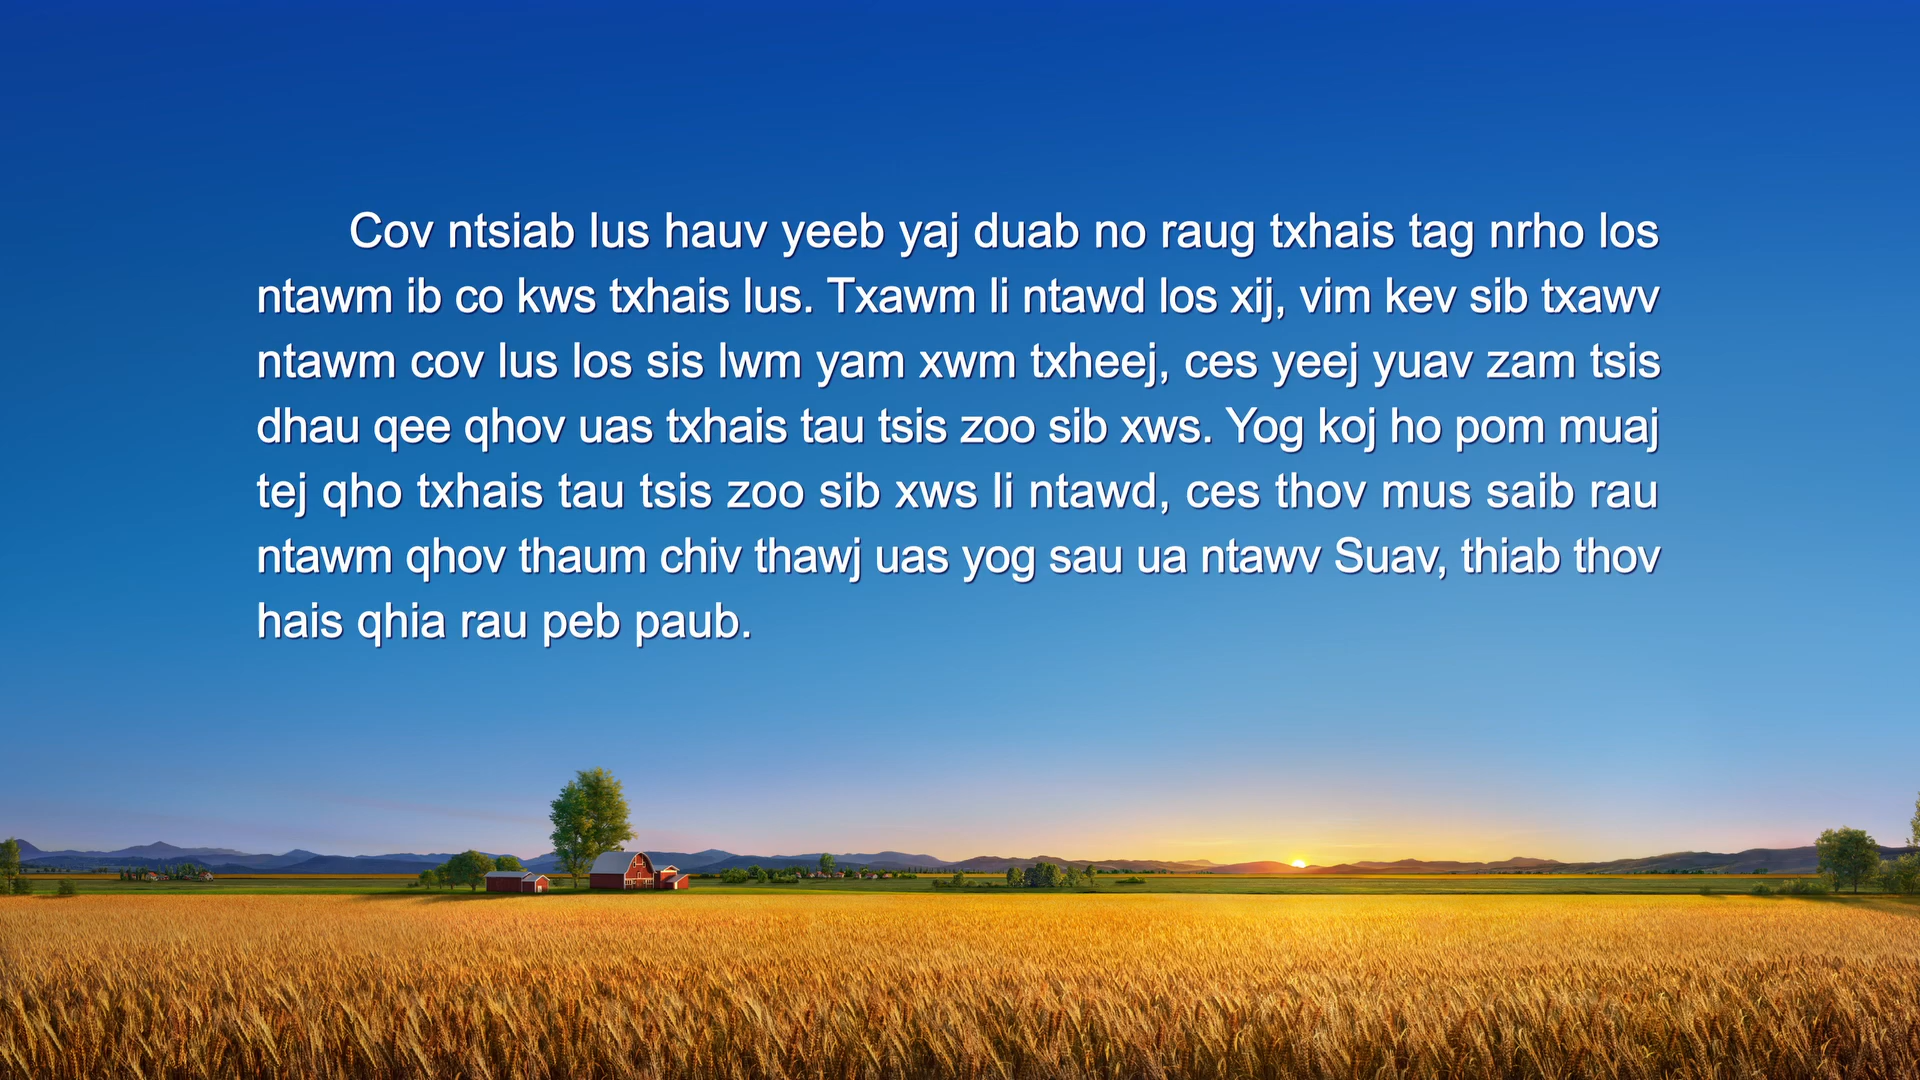 Cov ntsiab lus hauv yeeb yaj duab no raug txhais tag nrho los
ntawm ib co kws txhais lus. Txawm li ntawd los xij, vim kev sib txawv
ntawm cov lus los sis lwm yam xwm txheej, ces yeej yuav zam tsis
dhau qee qhov uas txhais tau tsis zoo sib xws. Yog koj ho pom muaj
tej qho txhais tau tsis zoo sib xws li ntawd, ces thov mus saib rau
ntawm qhov thaum chiv thawj uas yog sau ua ntawv Suav, thiab thov
hais qhia rau peb paub.